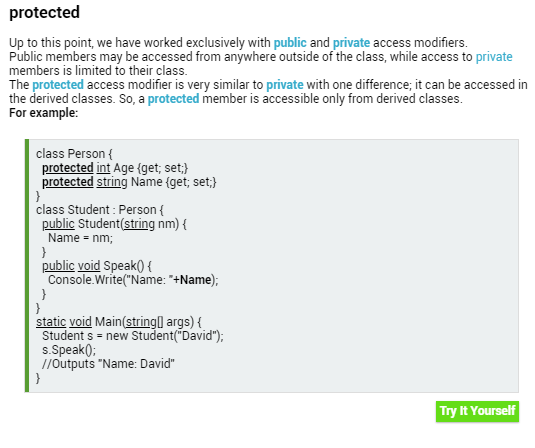 protected
Up to this point, we have worked exclusively with public and private access modifiers.
Public members may be accessed from anywhere outside of the class, while access to private
members is limited to their class.
The protected access modifier is very similar to private with one difference; it can be accessed in
the derived classes. So, a protected member is accessible only from derived classes.
For example:
class Person {
protected int Age {get; set;}
protected string Name {get; set;}
}
class Student : Person {
public Student(string nm) {
Name = nm;
}
public void Speak() {
Console.Write("Name: "+Name);
}
}
static void Main(string[] args) {
Student s = new Student("David");
s.Speak();
//Outputs "Name: David"
}
Try It Yourself